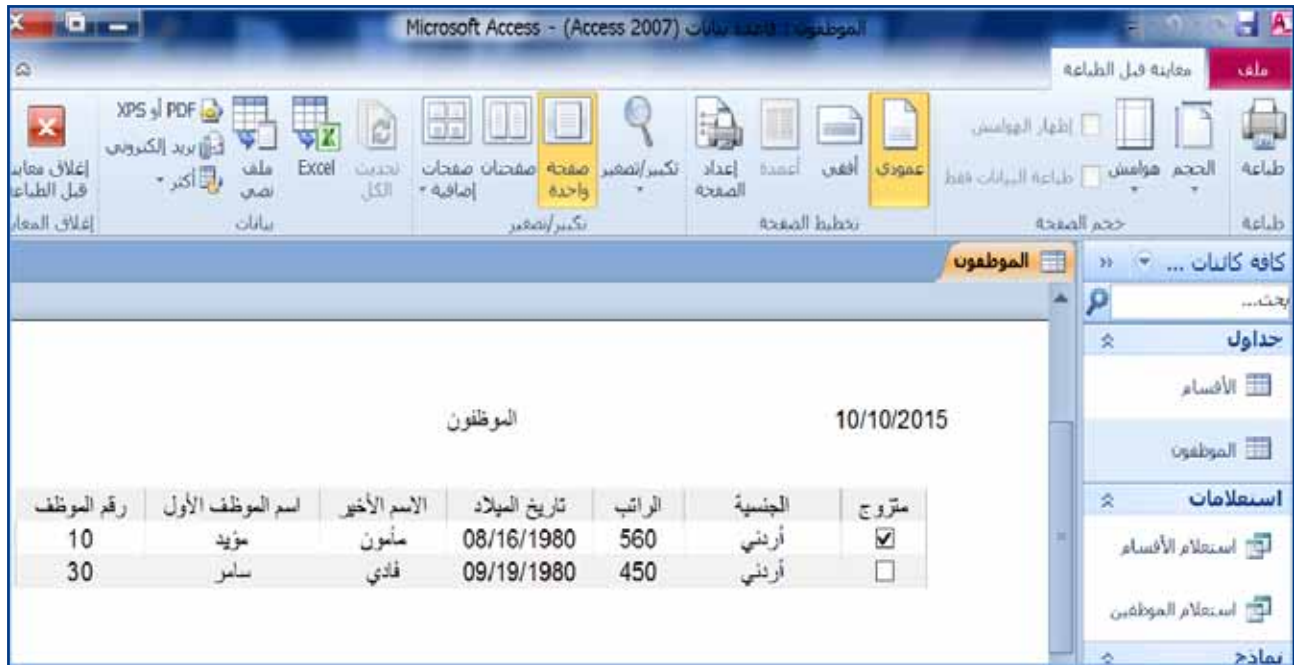 الموظفون : قاعدة بيانات (Access 2007) - Microsoft Access
ملف
معاينة قبل الطباعة
طباعة
الحجم
هوامش
إظهار الهوامش
طباعة البيانات فقط
عمودي
أفقي
أعمدة
إعداد الصفحة
تكبير/تصغير
صفحة واحدة
صفحتان
صفحات إضافية
تحديث الكل
Excel
ملف نصي
PDF أو XPS
بريد إلكتروني
أكثر
إغلاق معاينة
قبل الطباعة
طباعة
حجم الصفحة
تخطيط الصفحة
تكبير/تصغير
بيانات
إغلاق المعا
كافة كائنات ...
الموظفون
بحث...
جداول
الأقسام
الموظفون
استعلامات
استعلام الأقسام
استعلام الموظفين
نماذج
10/10/2015
الموظفون
متزوج الجنسية الراتب تاريخ الميلاد الاسم الأخير اسم الموظف الأول رقم الموظف
أردني 560 08/16/1980 مأمون مؤيد 10
أردني 450 09/19/1980 فادي سامر 30